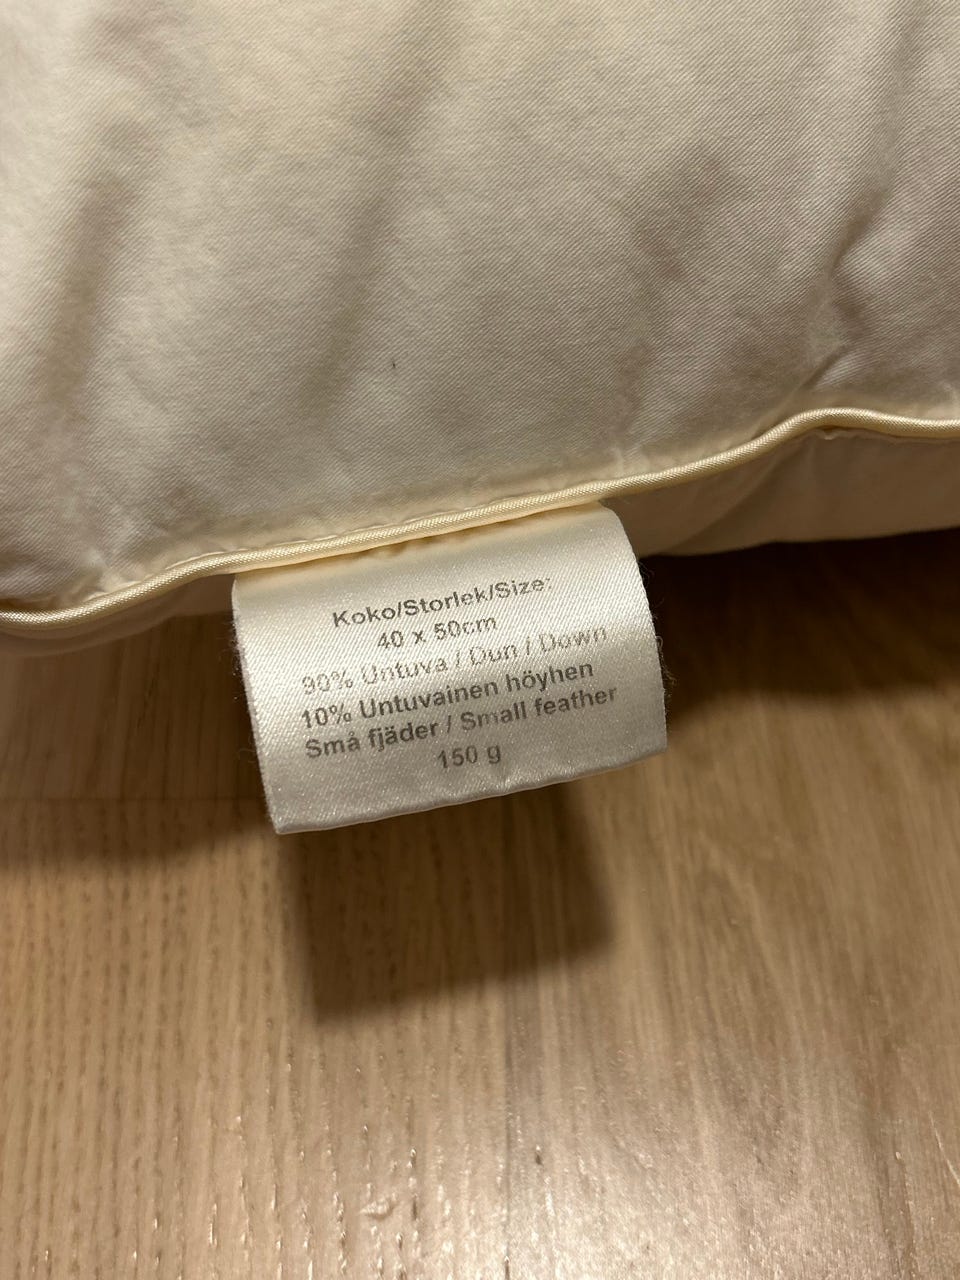 Koko/Storlek/Size:
40 x 50cm
90% Untuva / Dun / Down
10% Untuvainen höyhen
Små fjäder / Small feather
150 g